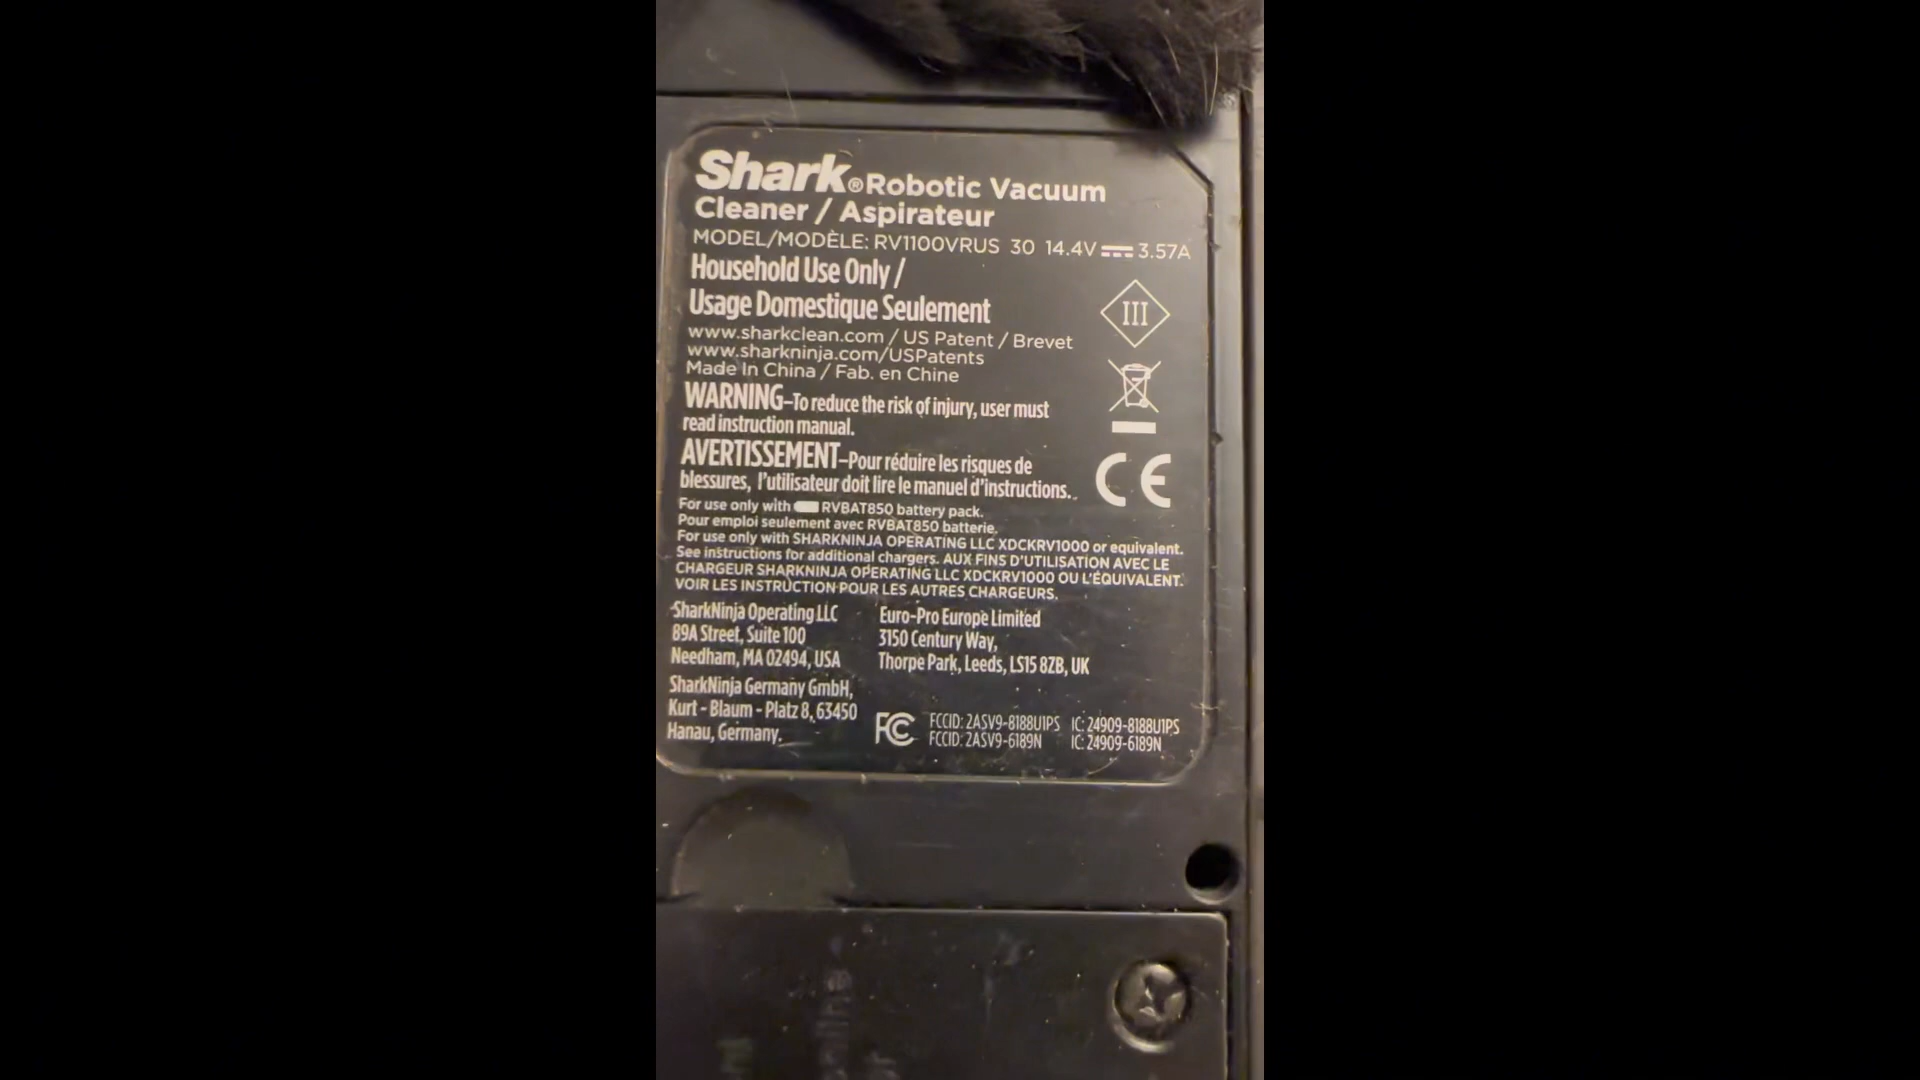 Shark® Robotic Vacuum
Cleaner / Aspirateur
MODEL/MODÈLE: RV1100VRUS 30 14.4V 3.57A
Household Use Only /
Usage Domestique Seulement
III
www.sharkclean.com / US Patent / Brevet
www.sharkninja.com/USPatents
Made In China / Fab. en Chine
WARNING–To reduce the risk of injury, user must
read instruction manual.
AVERTISSEMENT–Pour réduire les risques de
blessures, l'utilisateur doit lire le manuel d'instructions.
CE
For use only with RVBAT850 battery pack.
Pour emploi seulement avec RVBAT850 batterie.
For use only with SHARKNINJA OPERATING LLC XDCKRV1000 or equivalent.
See instructions for additional chargers. AUX FINS D'UTILISATION AVEC LE
CHARGEUR SHARKNINJA OPERATING LLC XDCKRV1000 OU L'ÉQUIVALENT.
VOIR LES INSTRUCTION POUR LES AUTRES CHARGEURS.
SharkNinja Operating LLC
89A Street, Suite 100
Needham, MA 02494, USA
Euro-Pro Europe Limited
3150 Century Way,
Thorpe Park, Leeds, LS15 8ZB, UK
SharkNinja Germany GmbH,
Kurt - Blaum - Platz 8, 63450
Hanau, Germany.
FC
FCCID: 2ASV9-8188U1PS IC: 24909-8188U1PS
FCCID: 2ASV9-6189N IC: 24909-6189N